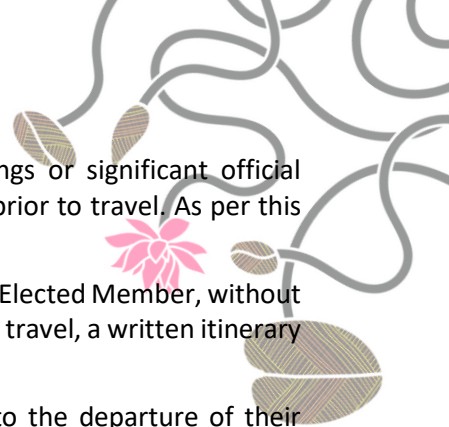 ngs or significant official
prior to travel. As per this
Elected Member, without
travel, a written itinerary
to the departure of their